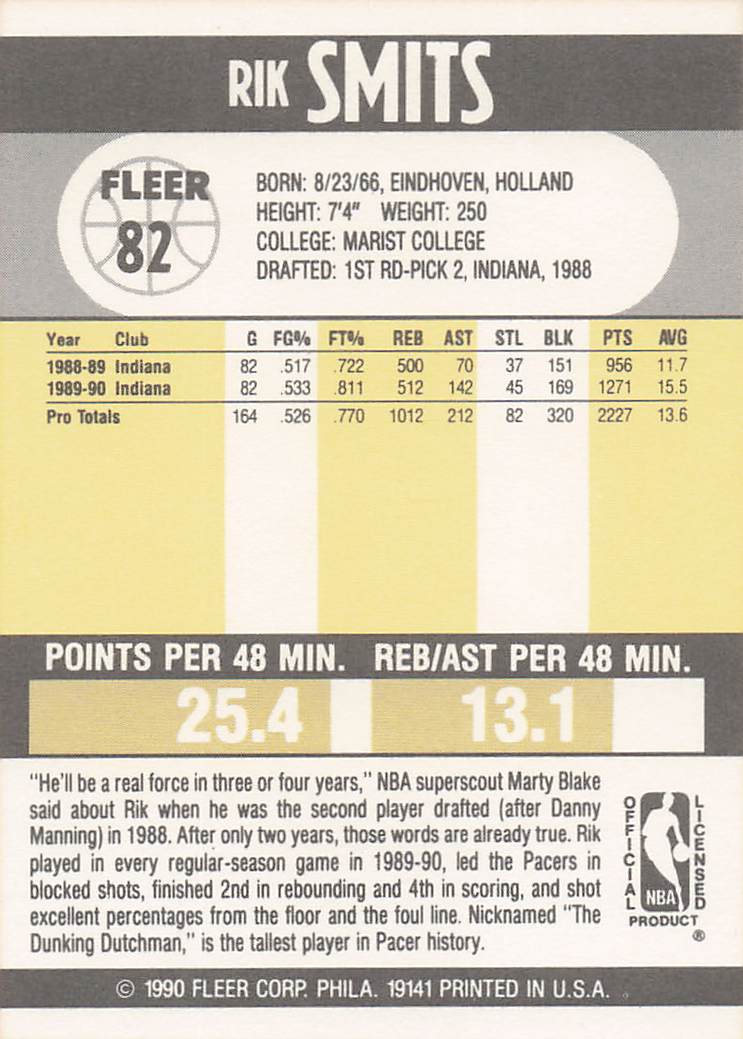 RIK SMITS
FLEER
82
BORN: 8/23/66, EINDHOVEN, HOLLAND
HEIGHT: 7'4" WEIGHT: 250
COLLEGE: MARIST COLLEGE
DRAFTED: 1ST RD-PICK 2, INDIANA, 1988
Year Club G FG% FT% REB AST STL BLK PTS AVG
1988-89 Indiana 82 .517 .722 500 70 37 151 956 11.7
1989-90 Indiana 82 .533 .811 512 142 45 169 1271 15.5
Pro Totals 164 .526 .770 1012 212 82 320 2227 13.6
POINTS PER 48 MIN. REB/AST PER 48 MIN.
25.4 13.1
"He'll be a real force in three or four years," NBA superscout Marty Blake
said about Rik when he was the second player drafted (after Danny
Manning) in 1988. After only two years, those words are already true. Rik
played in every regular-season game in 1989-90, led the Pacers in
blocked shots, finished 2nd in rebounding and 4th in scoring, and shot
excellent percentages from the floor and the foul line. Nicknamed "The
Dunking Dutchman," is the tallest player in Pacer history.
OFFICIAL LICENSED
NBA
PRODUCT
®
© 1990 FLEER CORP. PHILA. 19141 PRINTED IN U.S.A.